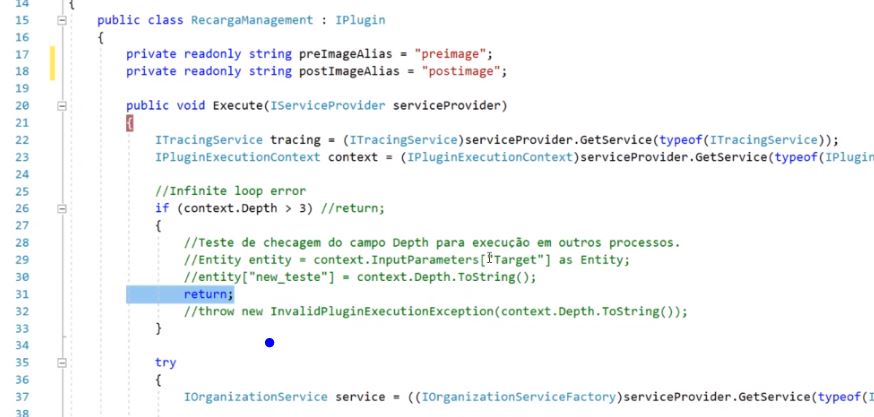 14 {
15 public class RecargaManagement : IPlugin
16 {
17 private readonly string preImageAlias = "preimage";
18 private readonly string postImageAlias = "postimage";
19
20 public void Execute(IServiceProvider serviceProvider)
21 {
22 ITracingService tracing = (ITracingService)serviceProvider.GetService(typeof(ITracingService));
23 IPluginExecutionContext context = (IPluginExecutionContext)serviceProvider.GetService(typeof(IPlugin
24
25 //Infinite loop error
26 if (context.Depth > 3) //return;
27 {
28 //Teste de checagem do campo Depth para execução em outros processos.
29 //Entity entity = context.InputParameters["Target"] as Entity;
30 //entity["new_teste"] = context.Depth.ToString();
31 return;
32 //throw new InvalidPluginExecutionException(context.Depth.ToString());
33 }
34
35 try
36 {
37 IOrganizationService service = ((IOrganizationServiceFactory)serviceProvider.GetService(typeof(I
38